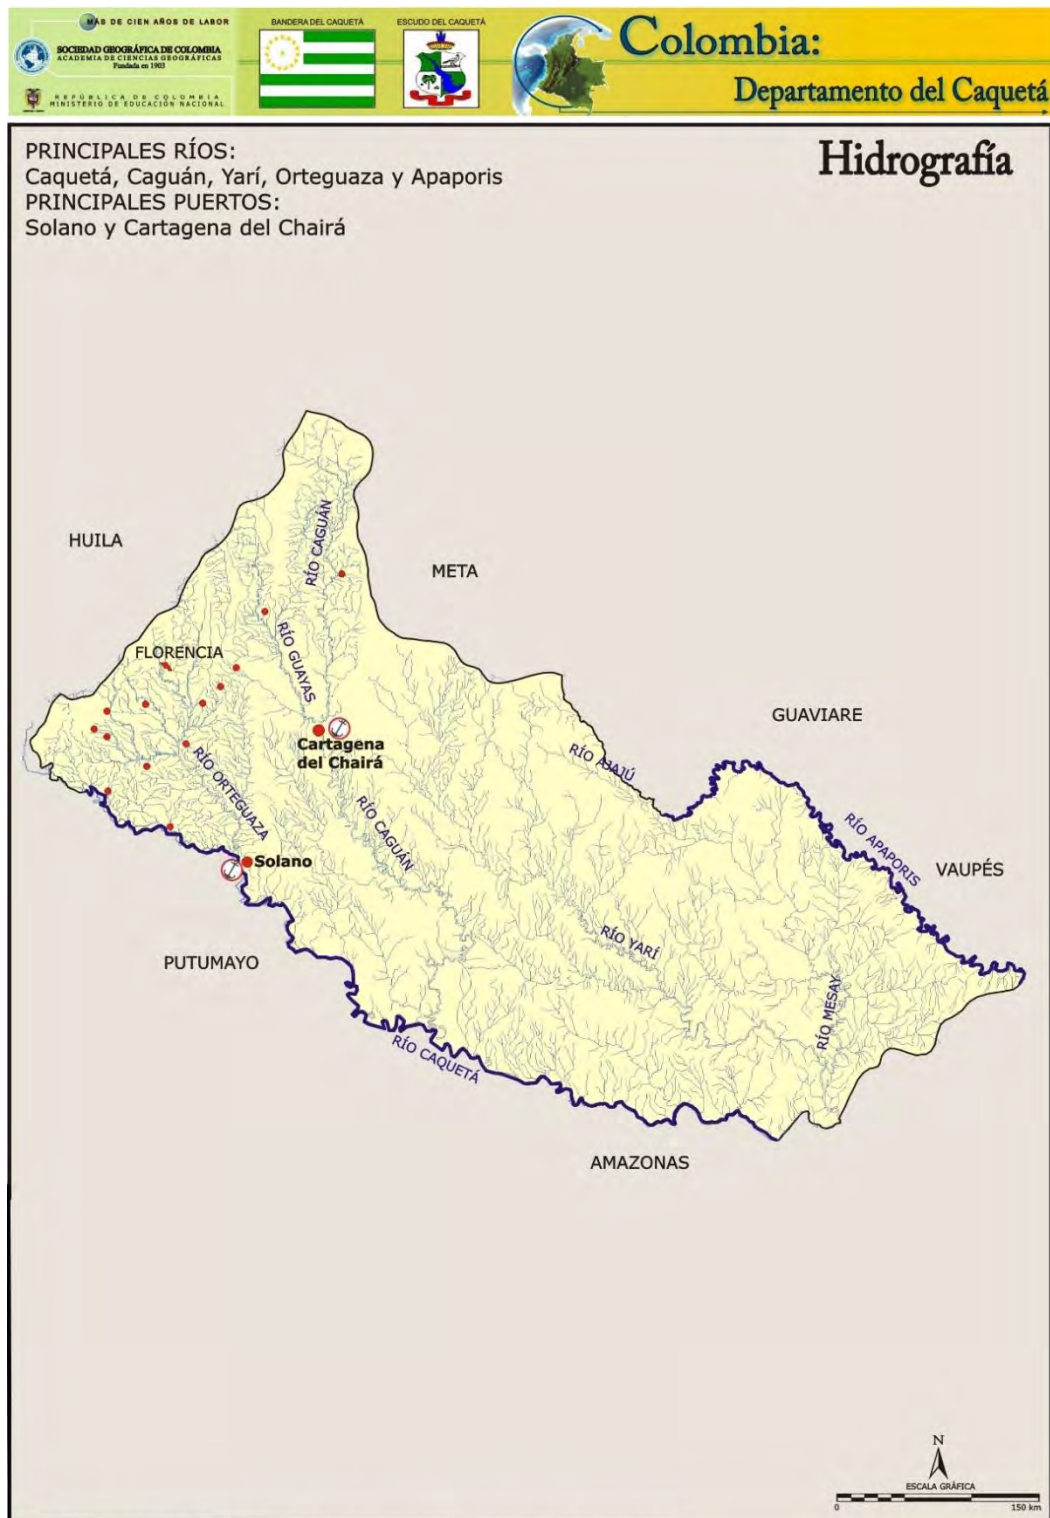 MÁS DE CIEN AÑOS DE LABOR
SOCIEDAD GEOGRÁFICA DE COLOMBIA
ACADEMIA DE CIENCIAS GEOGRÁFICAS
Fundada en 1903
REPÚBLICA DE COLOMBIA
MINISTERIO DE EDUCACIÓN NACIONAL
BANDERA DEL CAQUETÁ
ESCUDO DEL CAQUETÁ
Colombia:
Departamento del Caquetá
PRINCIPALES RÍOS:
Caquetá, Caguán, Yarí, Orteguaza y Apaporis
PRINCIPALES PUERTOS:
Solano y Cartagena del Chairá
Hidrografía
HUILA
META
RÍO CAGUÁN
RÍO GUAYAS
FLORENCIA
GUAVIARE
Cartagena
del Chairá
RÍO AJAJÚ
RÍO ORTEGUAZA
RÍO CAGUÁN
RÍO APAPORIS
Solano
VAUPÉS
PUTUMAYO
RÍO YARÍ
RÍO MESAY
RÍO CAQUETÁ
AMAZONAS
N
ESCALA GRÁFICA
0 150 km